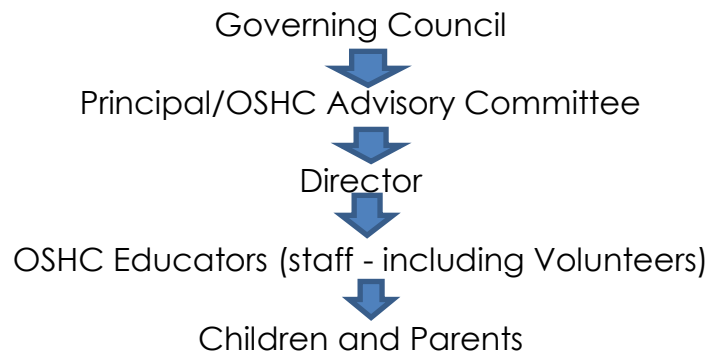 Governing Council
Principal/OSHC Advisory Committee
Director
OSHC Educators (staff - including Volunteers)
Children and Parents